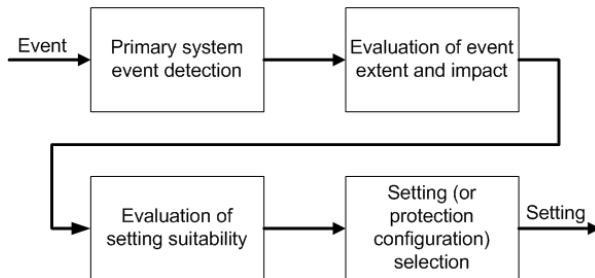 Event
Primary system
event detection
Evaluation of event
extent and impact
Evaluation of
setting suitability
Setting (or
protection
configuration)
selection
Setting